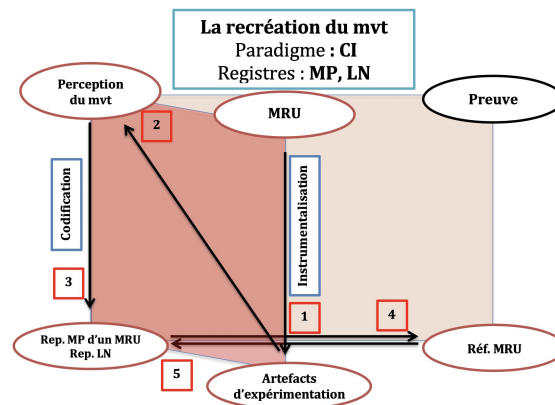 La recréation du mvt
Paradigme : CI
Registres : MP, LN
Perception
du mvt
MRU
Preuve
2
Codification
Instrumentalisation
3
1
4
Rep. MP d'un MRU
Rep. LN
Réf. MRU
5
Artefacts
d'expérimentation